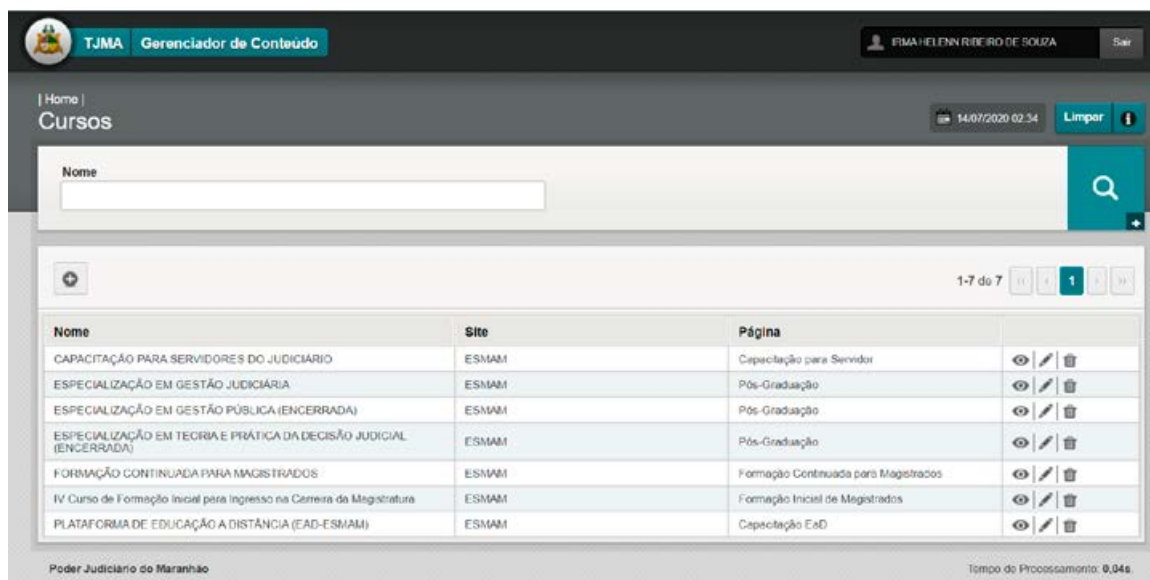 TJMA Gerenciador de Conteúdo IRMA HELENN RIBEIRO DE SOUZA Sair
| Home |
Cursos 14/07/2020 02:34 Limpar
Nome
1-7 de 7 1
Nome Site Página
CAPACITAÇÃO PARA SERVIDORES DO JUDICIÁRIO ESMAM Capacitação para Servidor
ESPECIALIZAÇÃO EM GESTÃO JUDICIÁRIA ESMAM Pós-Graduação
ESPECIALIZAÇÃO EM GESTÃO PÚBLICA (ENCERRADA) ESMAM Pós-Graduação
ESPECIALIZAÇÃO EM TEORIA E PRÁTICA DA DECISÃO JUDICIAL
(ENCERRADA) ESMAM Pós-Graduação
FORMAÇÃO CONTINUADA PARA MAGISTRADOS ESMAM Formação Continuada para Magistrados
IV Curso de Formação Inicial para Ingresso na Carreira da Magistratura ESMAM Formação Inicial de Magistrados
PLATAFORMA DE EDUCAÇÃO A DISTÂNCIA (EAD-ESMAM) ESMAM Capacitação EaD
Poder Judiciário do Maranhão Tempo de Processamento: 0,04s.